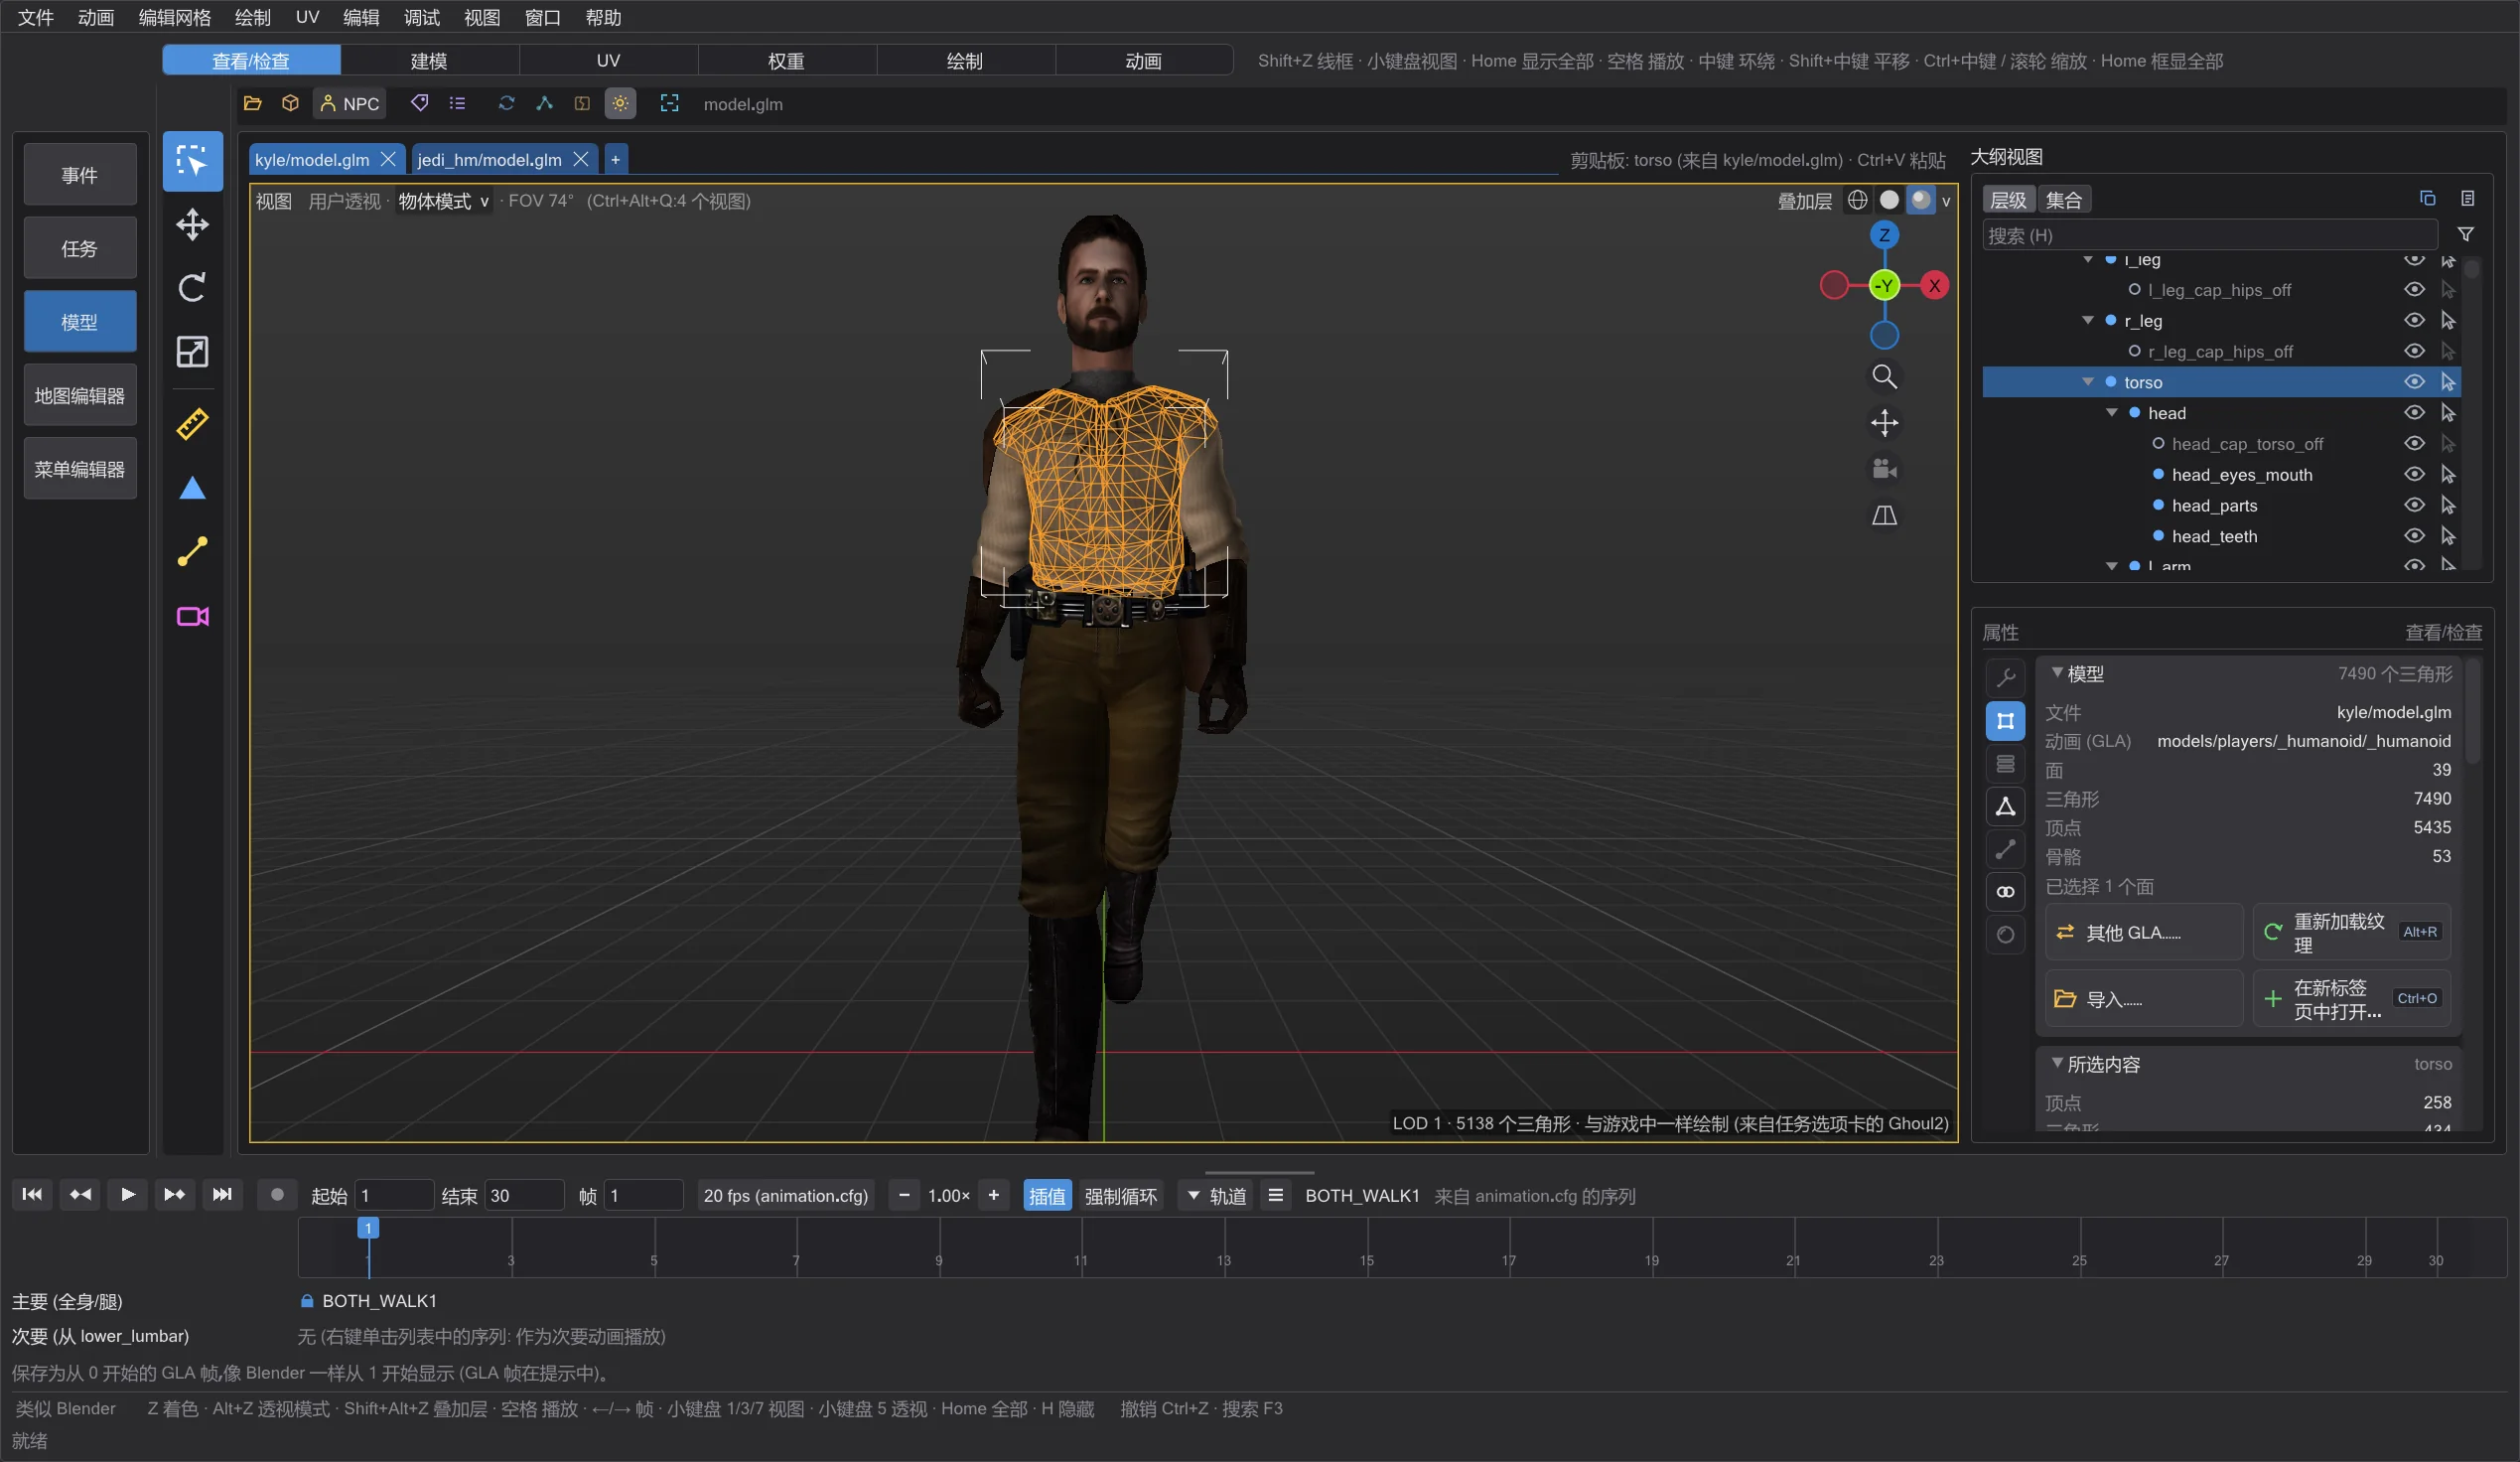 文件 动画 编辑网格 绘制 UV 编辑 调试 视图 窗口 帮助
查看/检查 建模 UV 权重 绘制 动画 Shift+Z 线框 · 小键盘视图 · Home 显示全部 · 空格 播放 · 中键 环绕 · Shift+中键 平移 · Ctrl+中键 / 滚轮 缩放 · Home 框显全部
NPC model.glm
事件
任务
模型
地图编辑器
菜单编辑器
kyle/model.glm jedi_hm/model.glm + 剪贴板: torso (来自 kyle/model.glm) · Ctrl+V 粘贴
视图 用户透视 · 物体模式 v · FOV 74° (Ctrl+Alt+Q:4 个视图) 叠加层 v
Z
-Y X
LOD 1 · 5138 个三角形 · 与游戏中一样绘制 (来自任务选项卡的 Ghoul2)
大纲视图
层级 集合
搜索 (H)
l_leg
l_leg_cap_hips_off
r_leg
r_leg_cap_hips_off
torso
head
head_cap_torso_off
head_eyes_mouth
head_parts
head_teeth
l_arm
属性 查看/检查
模型 7490 个三角形
文件 kyle/model.glm
动画 (GLA) models/players/_humanoid/_humanoid
面 39
三角形 7490
顶点 5435
骨骼 53
已选择 1 个面
其他 GLA...... 重新加载纹理 Alt+R
导入...... 在新标签页中打开... Ctrl+O
所选内容 torso
顶点 258
三角形 434
起始 1 结束 30 帧 1 20 fps (animation.cfg) − 1.00× + 插值 强制循环 轨道 BOTH_WALK1 来自 animation.cfg 的序列
1
1 3 5 7 9 11 13 15 17 19 21 23 25 27 29 30
主要 (全身/腿) BOTH_WALK1
次要 (从 lower_lumbar) 无 (右键单击列表中的序列: 作为次要动画播放)
保存为从 0 开始的 GLA 帧,像 Blender 一样从 1 开始显示 (GLA 帧在提示中)。
类似 Blender Z 着色 · Alt+Z 透视模式 · Shift+Alt+Z 叠加层 · 空格 播放 · ←/→ 帧 · 小键盘 1/3/7 视图 · 小键盘 5 透视 · Home 全部 · H 隐藏 撤销 Ctrl+Z · 搜索 F3
就绪